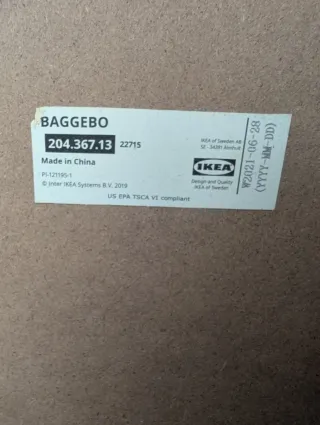 BAGGEBO
204.367.13 22715
Made in China
PI-121195-1
© Inter IKEA Systems B.V. 2018
US EPA TSCA VI compliant
IKEA of Sweden AB
SE - 34381 Älmhult
IKEA
Design and Quality
IKEA of Sweden
W2021-06-28
(YYYY-MM-DD)